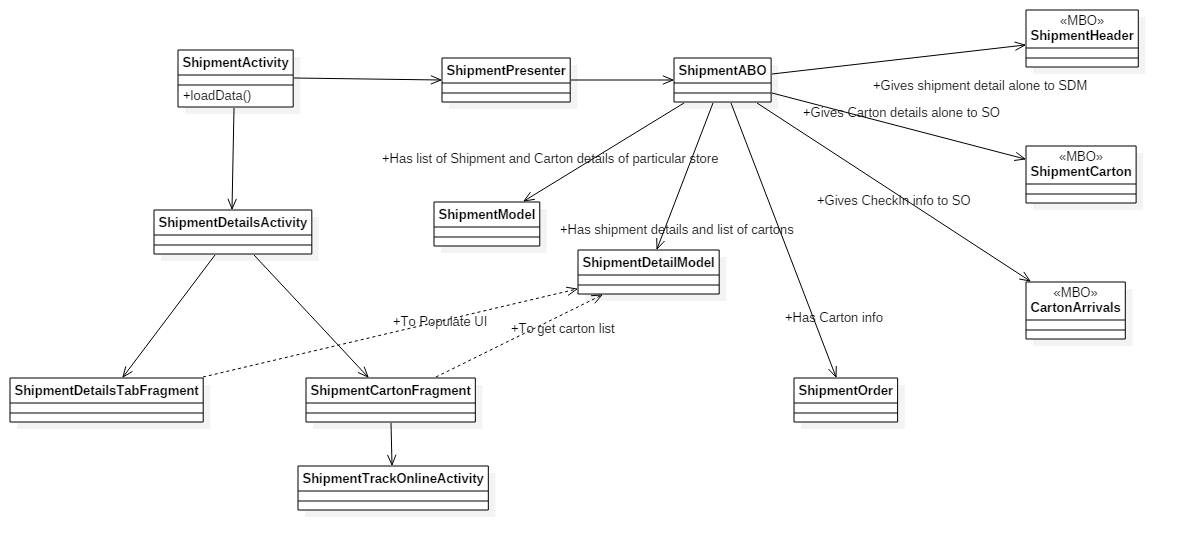 «MBO»
ShipmentHeader
ShipmentActivity
+loadData()
ShipmentPresenter
ShipmentABO
+Gives shipment detail alone to SDM
+Gives Carton details alone to SO
+Has list of Shipment and Carton details of particular store
«MBO»
ShipmentCarton
+Gives CheckIn info to SO
ShipmentDetailsActivity
ShipmentModel
+Has shipment details and list of cartons
ShipmentDetailModel
«MBO»
CartonArrivals
+To Populate UI
+To get carton list
+Has Carton info
ShipmentDetailsTabFragment
ShipmentCartonFragment
ShipmentOrder
ShipmentTrackOnlineActivity